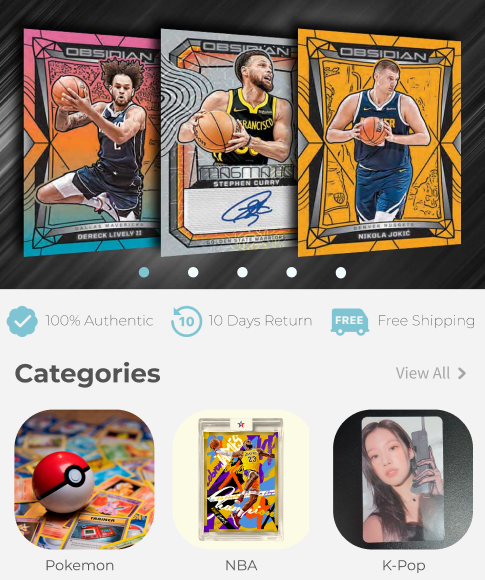 OBSIDIAN
DALLAS MAVERICKS
DERECK LIVELY II
OBSIDIAN
FRANCISCO
MAGMATIC
STEPHEN CURRY
GOLDEN STATE WARRIORS
OBSIDIAN
DENVER NUGGETS
NIKOLA JOKIĆ
100% Authentic
10
10 Days Return
FREE
Free Shipping
Categories
View All
TRAINER
23
Pokemon
NBA
K-Pop